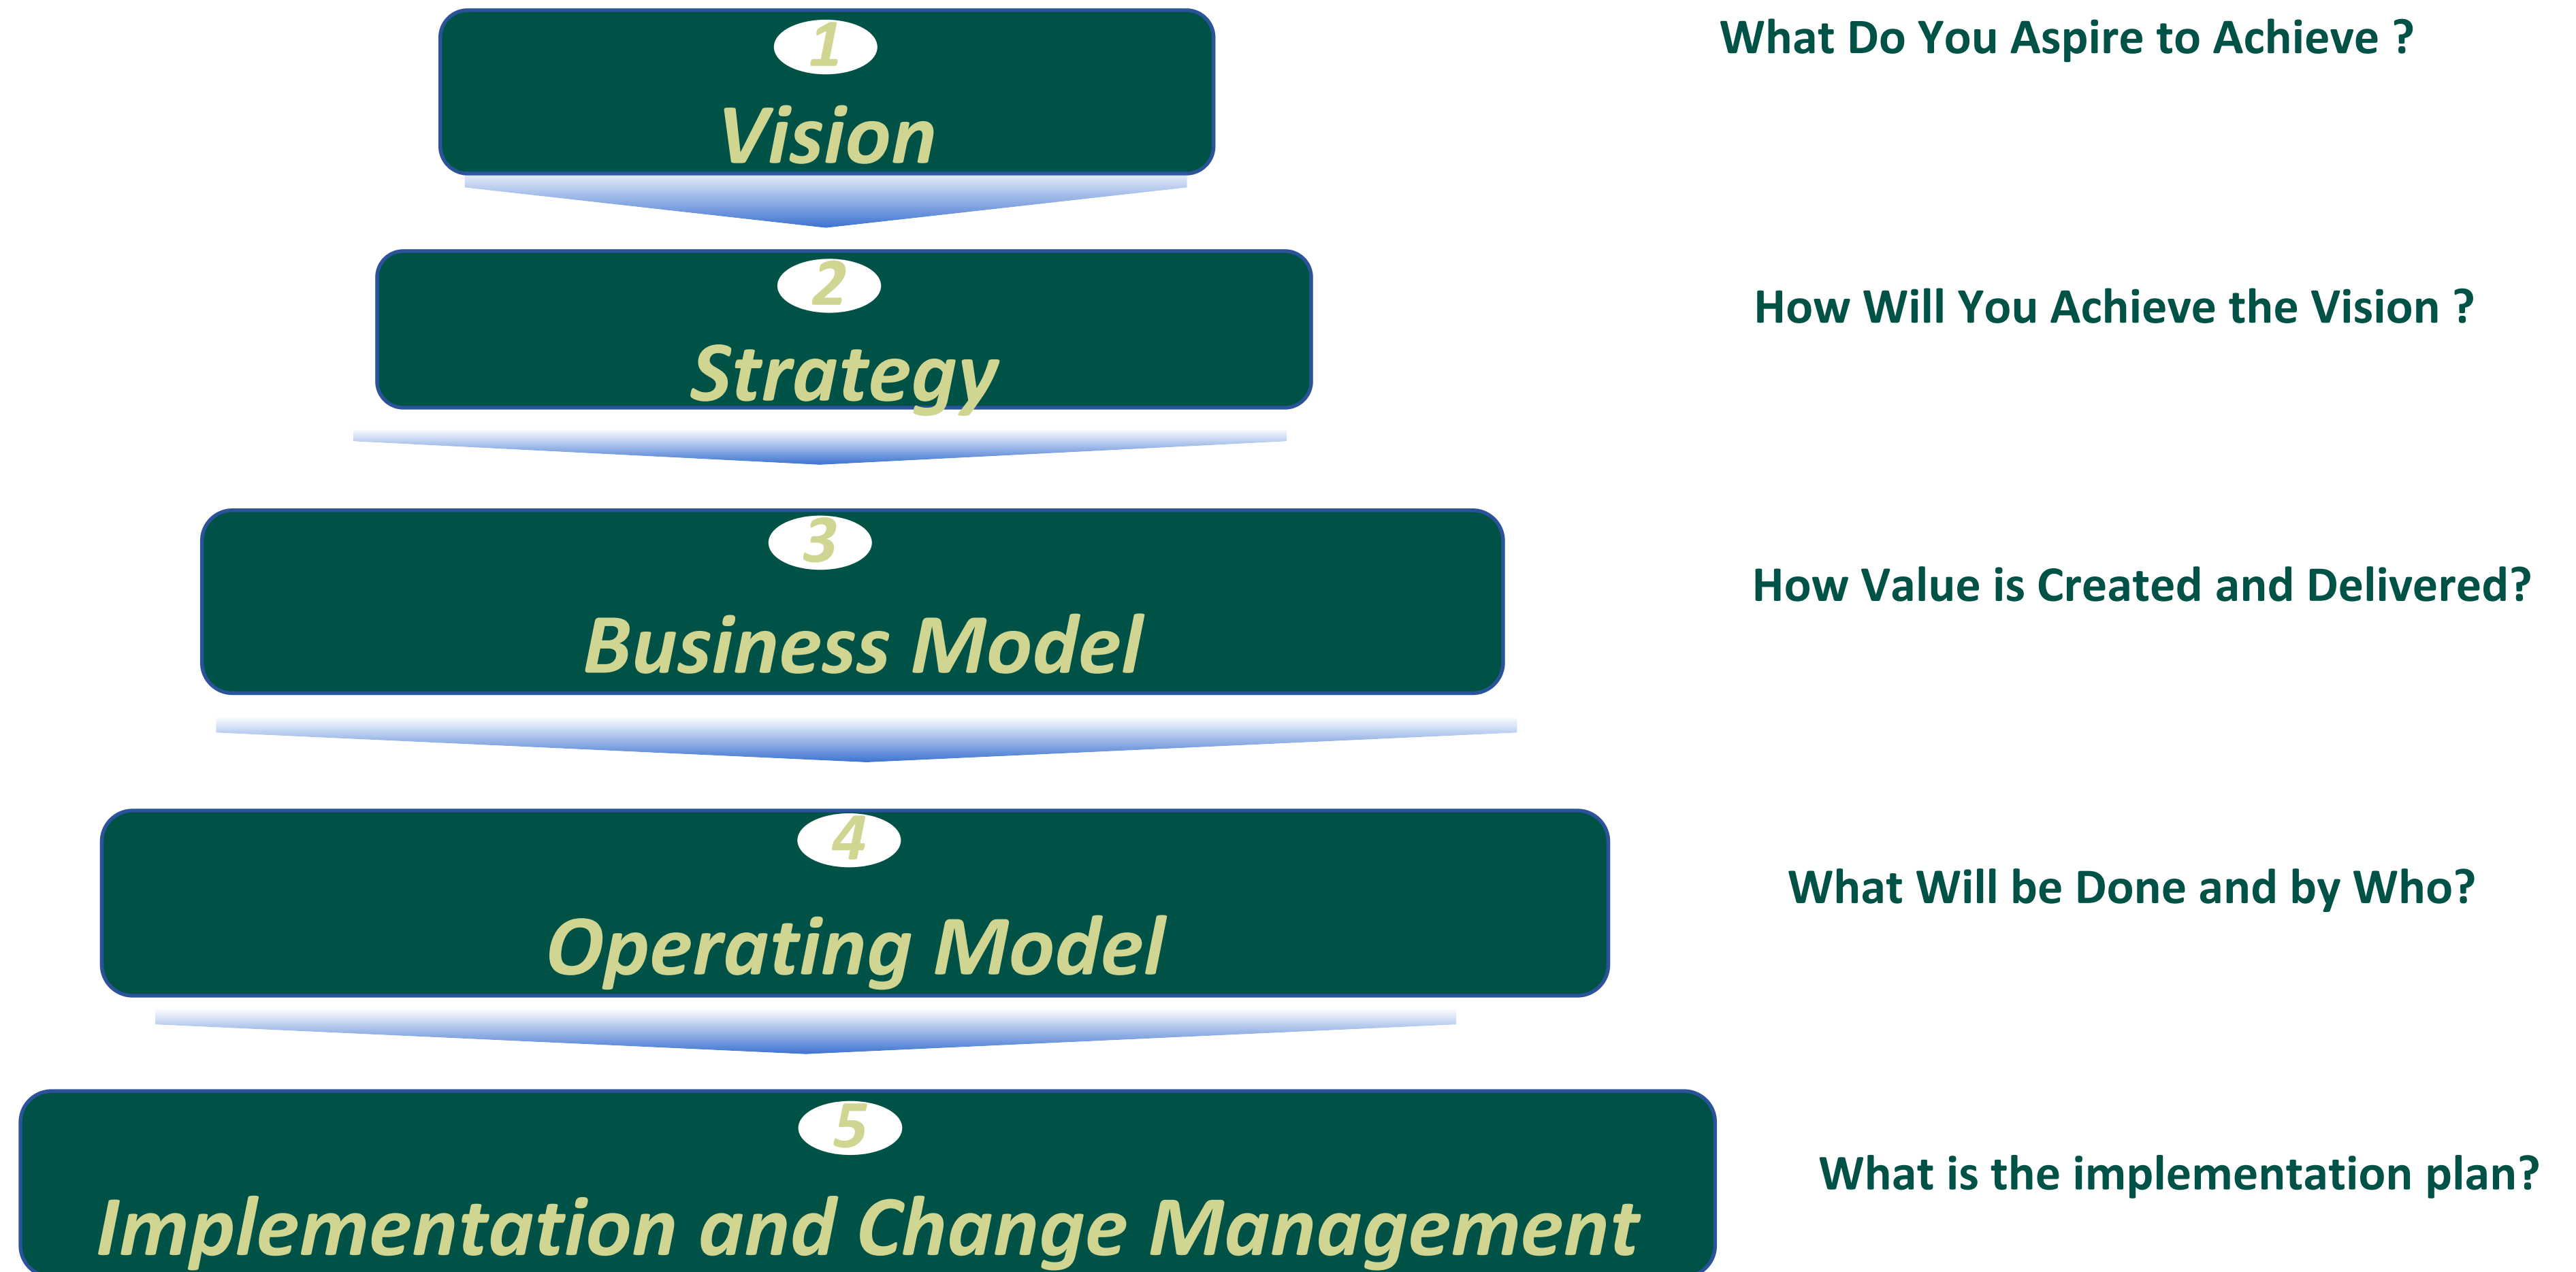 1
Vision
What Do You Aspire to Achieve ?
2
Strategy
How Will You Achieve the Vision ?
3
Business Model
How Value is Created and Delivered?
4
Operating Model
What Will be Done and by Who?
5
Implementation and Change Management
What is the implementation plan?